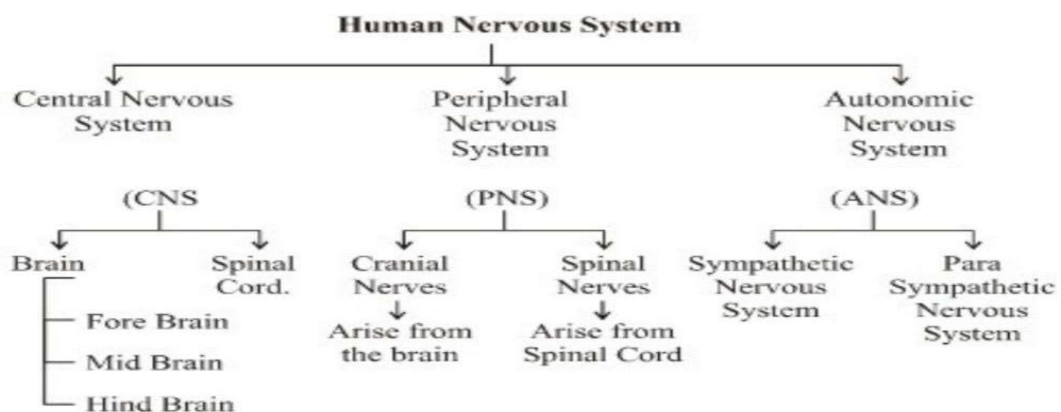 Human Nervous System
Central Nervous
System
Peripheral
Nervous
System
Autonomic
Nervous
System
(CNS
(PNS)
(ANS)
Brain
Spinal
Cord.
Cranial
Nerves
Spinal
Nerves
Sympathetic
Nervous
System
Para
Sympathetic
Nervous
System
Fore Brain
Mid Brain
Hind Brain
Arise from
the brain
Arise from
Spinal Cord